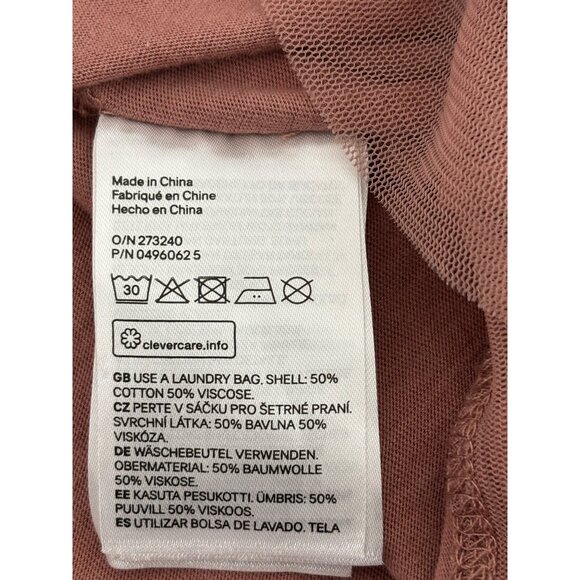 Made in China
Fabriqué en Chine
Hecho en China
O/N 273240
P/N 0496062 5
30
clevercare.info
GB USE A LAUNDRY BAG. SHELL: 50%
COTTON 50% VISCOSE.
CZ PERTE V SÁČKU PRO ŠETRNÉ PRANÍ.
SVRCHNÍ LÁTKA: 50% BAVLNA 50%
VISKÓZA.
DE WÄSCHEBEUTEL VERWENDEN.
OBERMATERIAL: 50% BAUMWOLLE
50% VISKOSE.
EE KASUTA PESUKOTTI. ÜMBRIS: 50%
PUUVILL 50% VISKOOS.
ES UTILIZAR BOLSA DE LAVADO. TELA